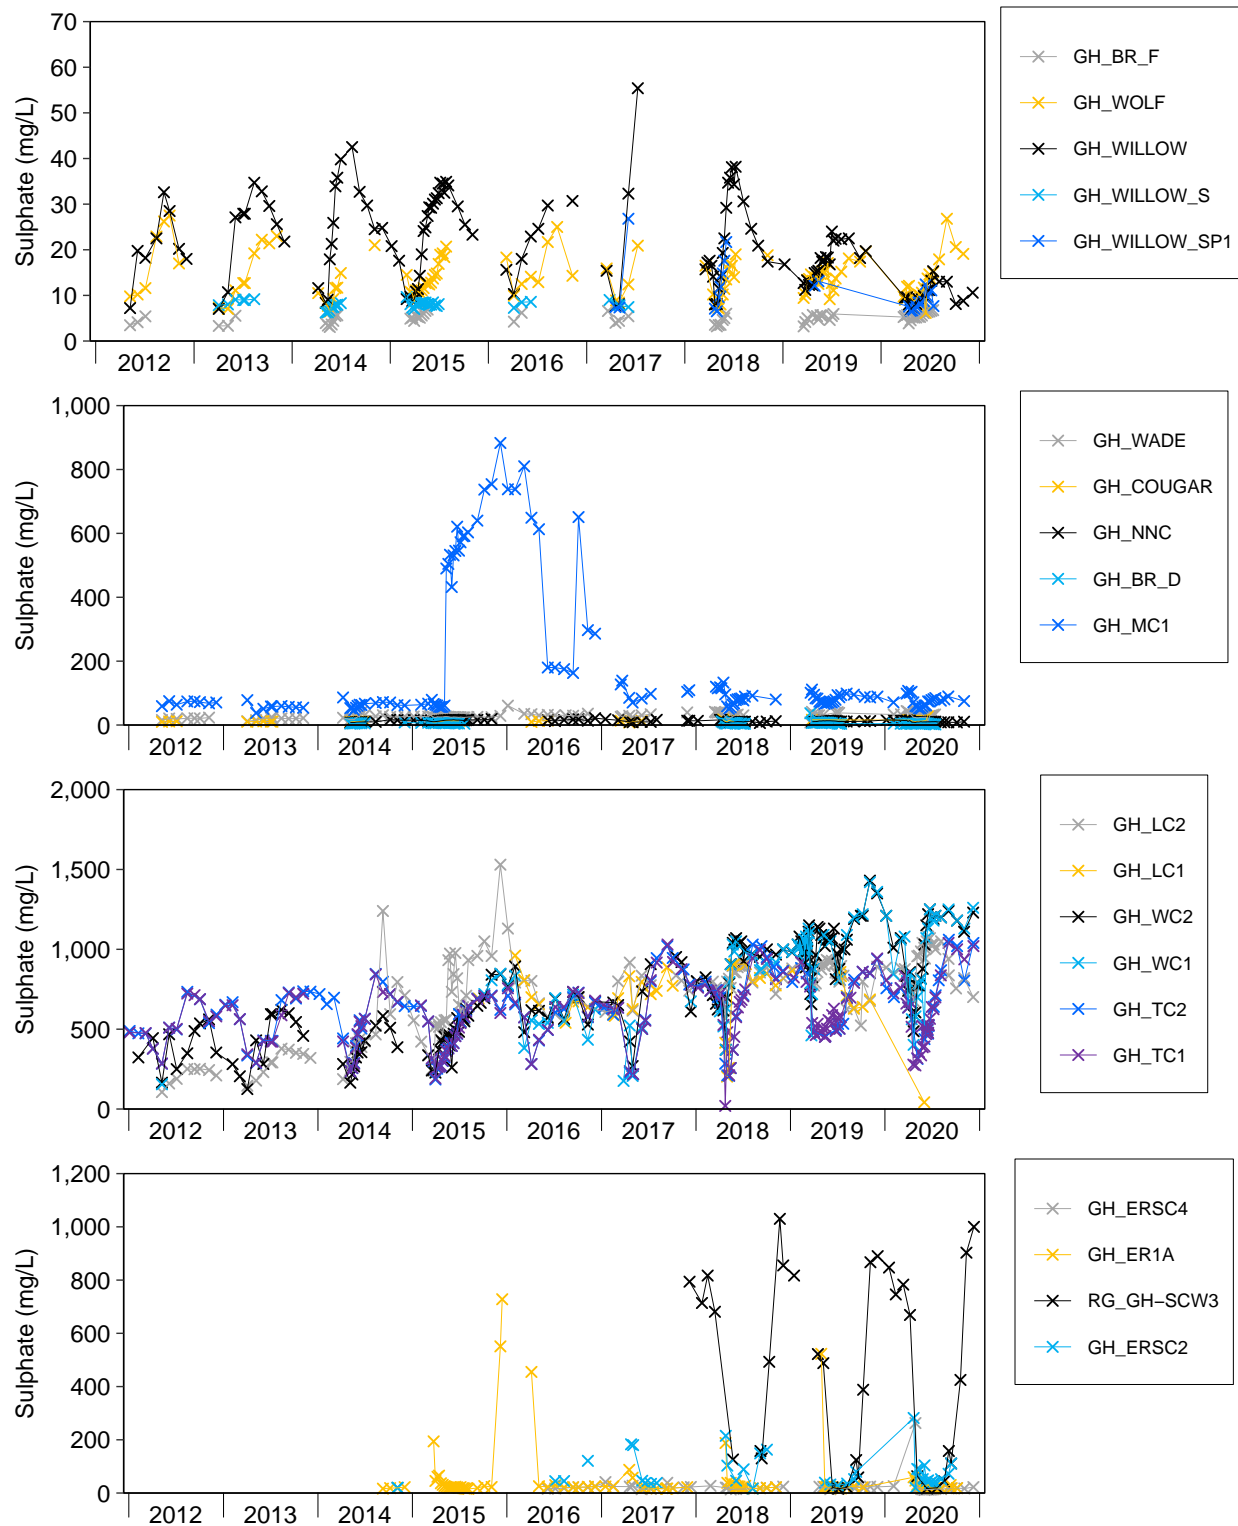 Sulphate (mg/L)
70
60
50
40
30
20
10
0
2012 2013 2014 2015 2016 2017 2018 2019 2020
GH_BR_F
GH_WOLF
GH_WILLOW
GH_WILLOW_S
GH_WILLOW_SP1
Sulphate (mg/L)
1,000
800
600
400
200
0
2012 2013 2014 2015 2016 2017 2018 2019 2020
GH_WADE
GH_COUGAR
GH_NNC
GH_BR_D
GH_MC1
Sulphate (mg/L)
2,000
1,500
1,000
500
0
2012 2013 2014 2015 2016 2017 2018 2019 2020
GH_LC2
GH_LC1
GH_WC2
GH_WC1
GH_TC2
GH_TC1
Sulphate (mg/L)
1,200
1,000
800
600
400
200
0
2012 2013 2014 2015 2016 2017 2018 2019 2020
GH_ERSC4
GH_ER1A
RG_GH−SCW3
GH_ERSC2